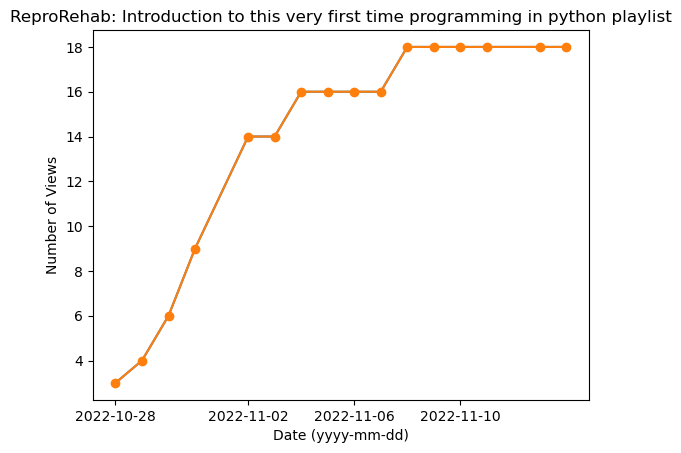 ReproRehab: Introduction to this very first time programming in python playlist
18
16
14
12
10
8
6
4
Number of Views
2022-10-28 2022-11-02 2022-11-06 2022-11-10
Date (yyyy-mm-dd)